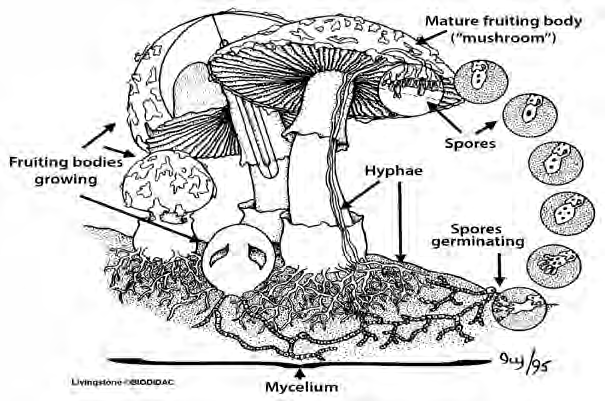 Mature fruiting body
("mushroom")
Spores
Fruiting bodies
growing
Hyphae
Spores
germinating
Livingstone ©BIODIDAC
Mycelium